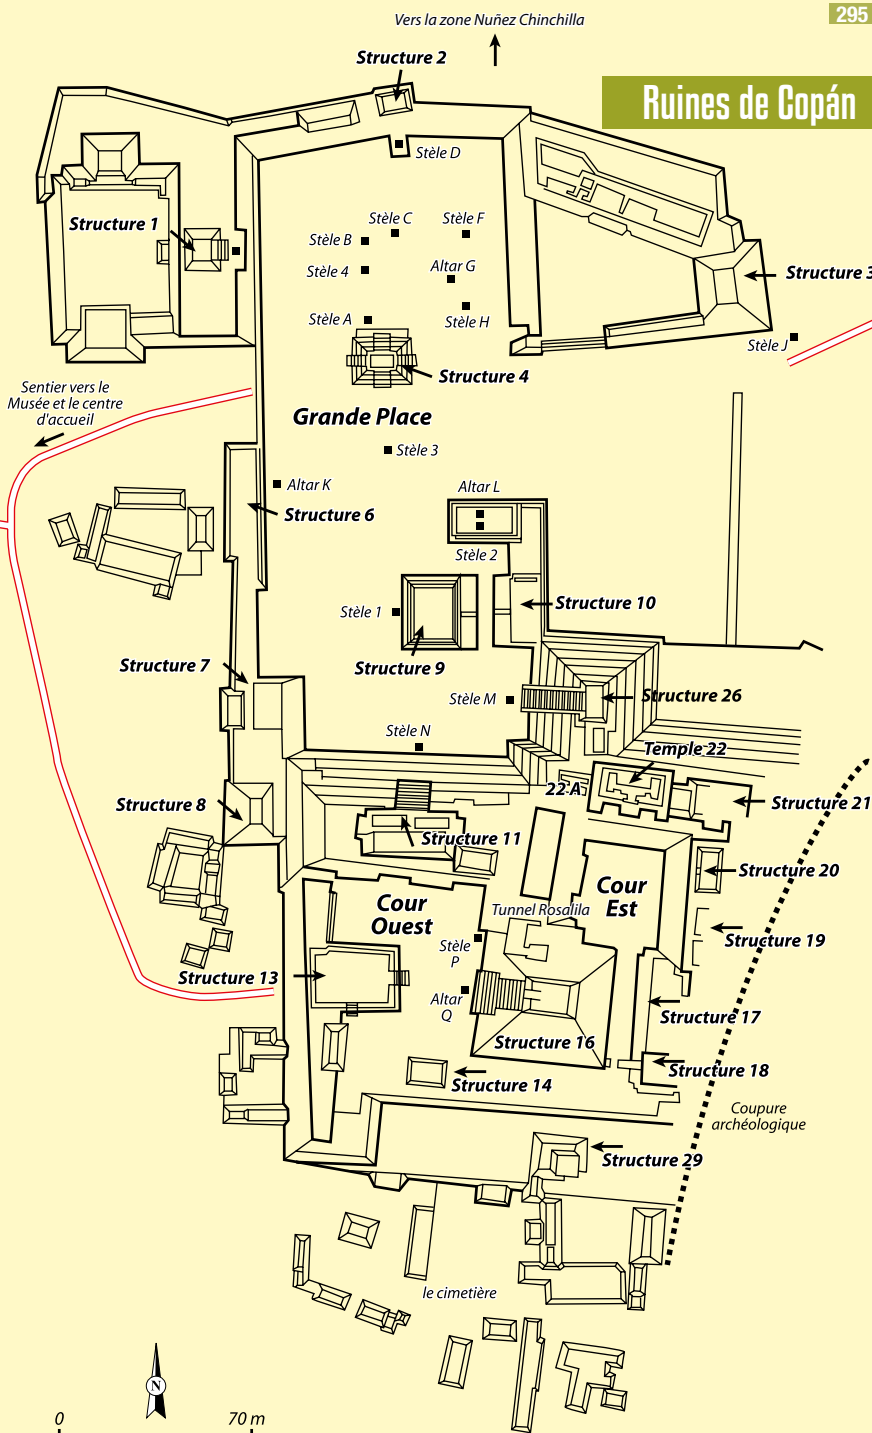 295
Vers la zone Nuñez Chinchilla
Structure 2
Ruines de Copán
Stèle D
Structure 1
Stèle C
Stèle F
Stèle B
Stèle 4
Altar G
Structure 3
Stèle A
Stèle H
Stèle J
Structure 4
Sentier vers le
Musée et le centre
d'accueil
Grande Place
Stèle 3
Altar K
Altar L
Structure 6
Stèle 2
Structure 10
Stèle 1
Structure 9
Structure 7
Stèle M
Structure 26
Stèle N
Temple 22
22 A
Structure 8
Structure 21
Structure 11
Structure 20
Cour
Est
Cour
Ouest
Tunnel Rosalila
Structure 19
Stèle
P
Structure 13
Altar
Q
Structure 17
Structure 16
Structure 18
Structure 14
Coupure
archéologique
Structure 29
le cimetière
N
0
70 m